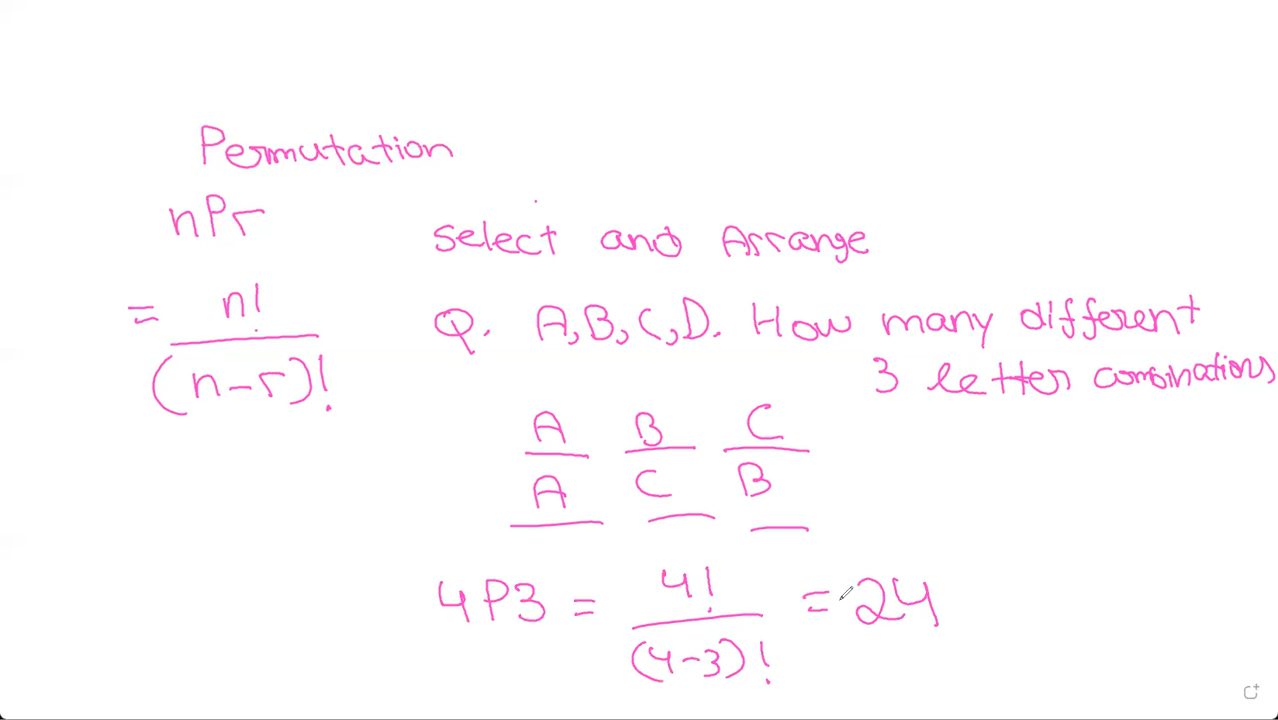 Permutation
nPr
Select and Arrange
= n!
(n-r)!
Q. A,B,C,D. How many different
3 letter combinations
A B C
A C B
4P3 = 4! = 24
(4-3)!